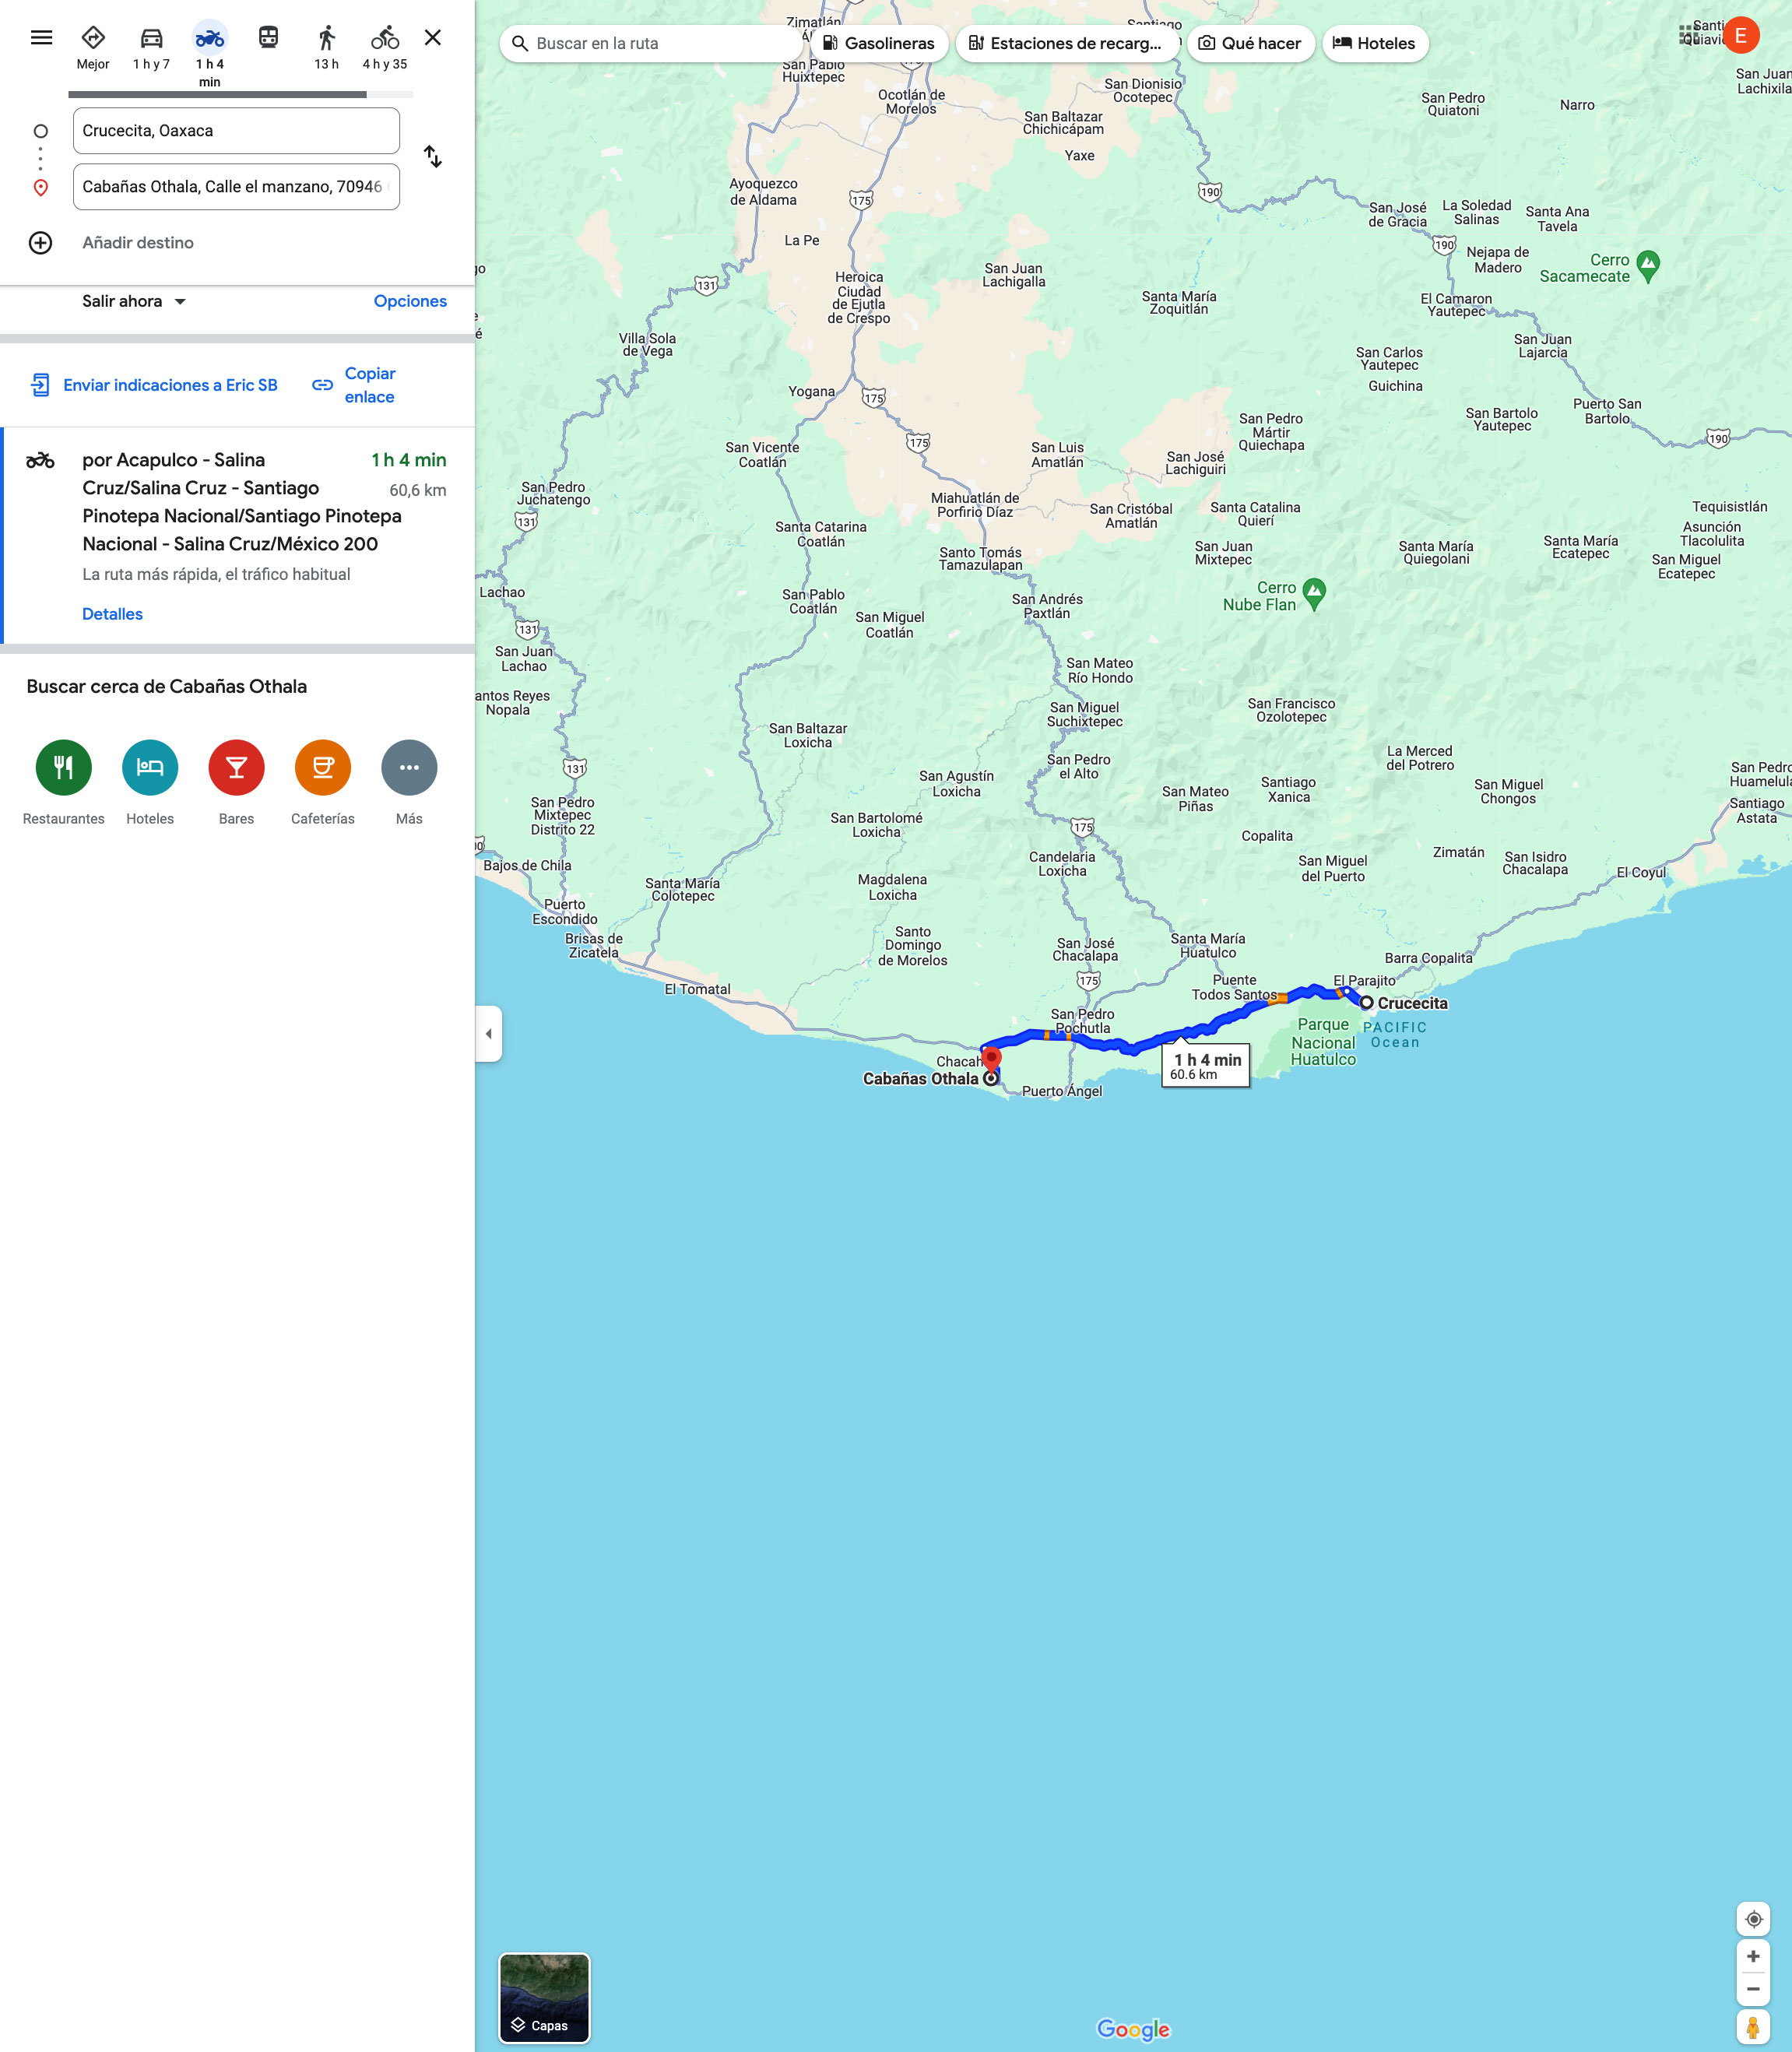 Mejor
1 h y 7
1 h 4
min
13 h
4 h y 35
Crucecita, Oaxaca
Cabañas Othala, Calle el manzano, 70946
Añadir destino
Salir ahora
Opciones
Enviar indicaciones a Eric SB
Copiar
enlace
por Acapulco - Salina
Cruz/Salina Cruz - Santiago
Pinotepa Nacional/Santiago Pinotepa
Nacional - Salina Cruz/México 200
1 h 4 min
60,6 km
La ruta más rápida, el tráfico habitual
Detalles
Buscar cerca de Cabañas Othala
Restaurantes
Hoteles
Bares
Cafeterías
Más
Buscar en la ruta
Gasolineras
Estaciones de recarg...
Qué hacer
Hoteles
E
Zimatlán
Santiago
San Pablo
Huixtepec
Ocotlán de
Morelos
San Dionisio
Ocotepec
San Baltazar
Chichicápam
Yaxe
San Pedro
Quiatoni
Narro
San Juan
Lachixila
Ayoquezco
de Aldama
175
190
La Pe
San José
de Gracia
La Soledad
Salinas
Santa Ana
Tavela
190
Nejapa de
Madero
Cerro
Sacamecate
131
Heroica
Ciudad
de Ejutla
de Crespo
San Juan
Lachigalla
Santa María
Zoquitlán
El Camaron
Yautepec
Villa Sola
de Vega
San Juan
Lajarcia
San Carlos
Yautepec
Guichina
Yogana
175
San Bartolo
Yautepec
Puerto San
Bartolo
190
San Pedro
Mártir
Quiechapa
San Vicente
Coatlán
175
San Luis
Amatlán
San José
Lachiguiri
San Pedro
Juchatengo
131
Miahuatlán de
Porfirio Díaz
San Cristóbal
Amatlán
Santa Catarina
Quierí
Tequisistlán
Santa Catarina
Coatlán
Asunción
Tlacolulita
Santo Tomás
Tamazulapan
San Juan
Mixtepec
Santa María
Quiegolani
Santa María
Ecatepec
San Miguel
Ecatepec
Lachao
San Pablo
Coatlán
San Andrés
Paxtlán
Cerro
Nube Flan
131
San Miguel
Coatlán
San Juan
Lachao
San Mateo
Río Hondo
antos Reyes
Nopala
San Miguel
Suchixtepec
San Francisco
Ozolotepec
San Baltazar
Loxicha
131
San Pedro
el Alto
La Merced
del Potrero
San Agustín
Loxicha
San Mateo
Piñas
Santiago
Xanica
San Miguel
Chongos
San Pedro
Huamelula
Santiago
Astata
San Pedro
Mixtepec
Distrito 22
San Bartolomé
Loxicha
175
Copalita
Bajos de Chila
Candelaria
Loxicha
San Miguel
del Puerto
Zimatán
San Isidro
Chacalapa
El Coyul
Santa María
Colotepec
Magdalena
Loxicha
Puerto
Escondido
Brisas de
Zicatela
Santo
Domingo
de Morelos
San José
Chacalapa
Santa María
Huatulco
Barra Copalita
El Tomatal
175
Puente
Todos Santos
El Parajito
Crucecita
San Pedro
Pochutla
Parque
Nacional
Huatulco
PACIFIC
Ocean
Chacah
Cabañas Othala
1 h 4 min
60.6 km
Puerto Ángel
Capas
Google